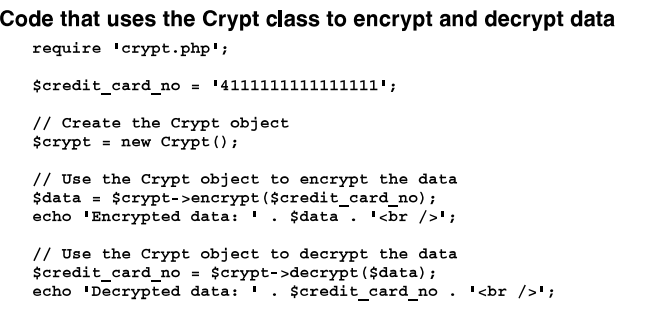 Code that uses the Crypt class to encrypt and decrypt data
require 'crypt.php';
$credit_card_no = '4111111111111111';
// Create the Crypt object
$crypt = new Crypt();
// Use the Crypt object to encrypt the data
$data = $crypt->encrypt($credit_card_no);
echo 'Encrypted data: ' . $data . '<br />';
// Use the Crypt object to decrypt the data
$credit_card_no = $crypt->decrypt($data);
echo 'Decrypted data: ' . $credit_card_no . '<br />';